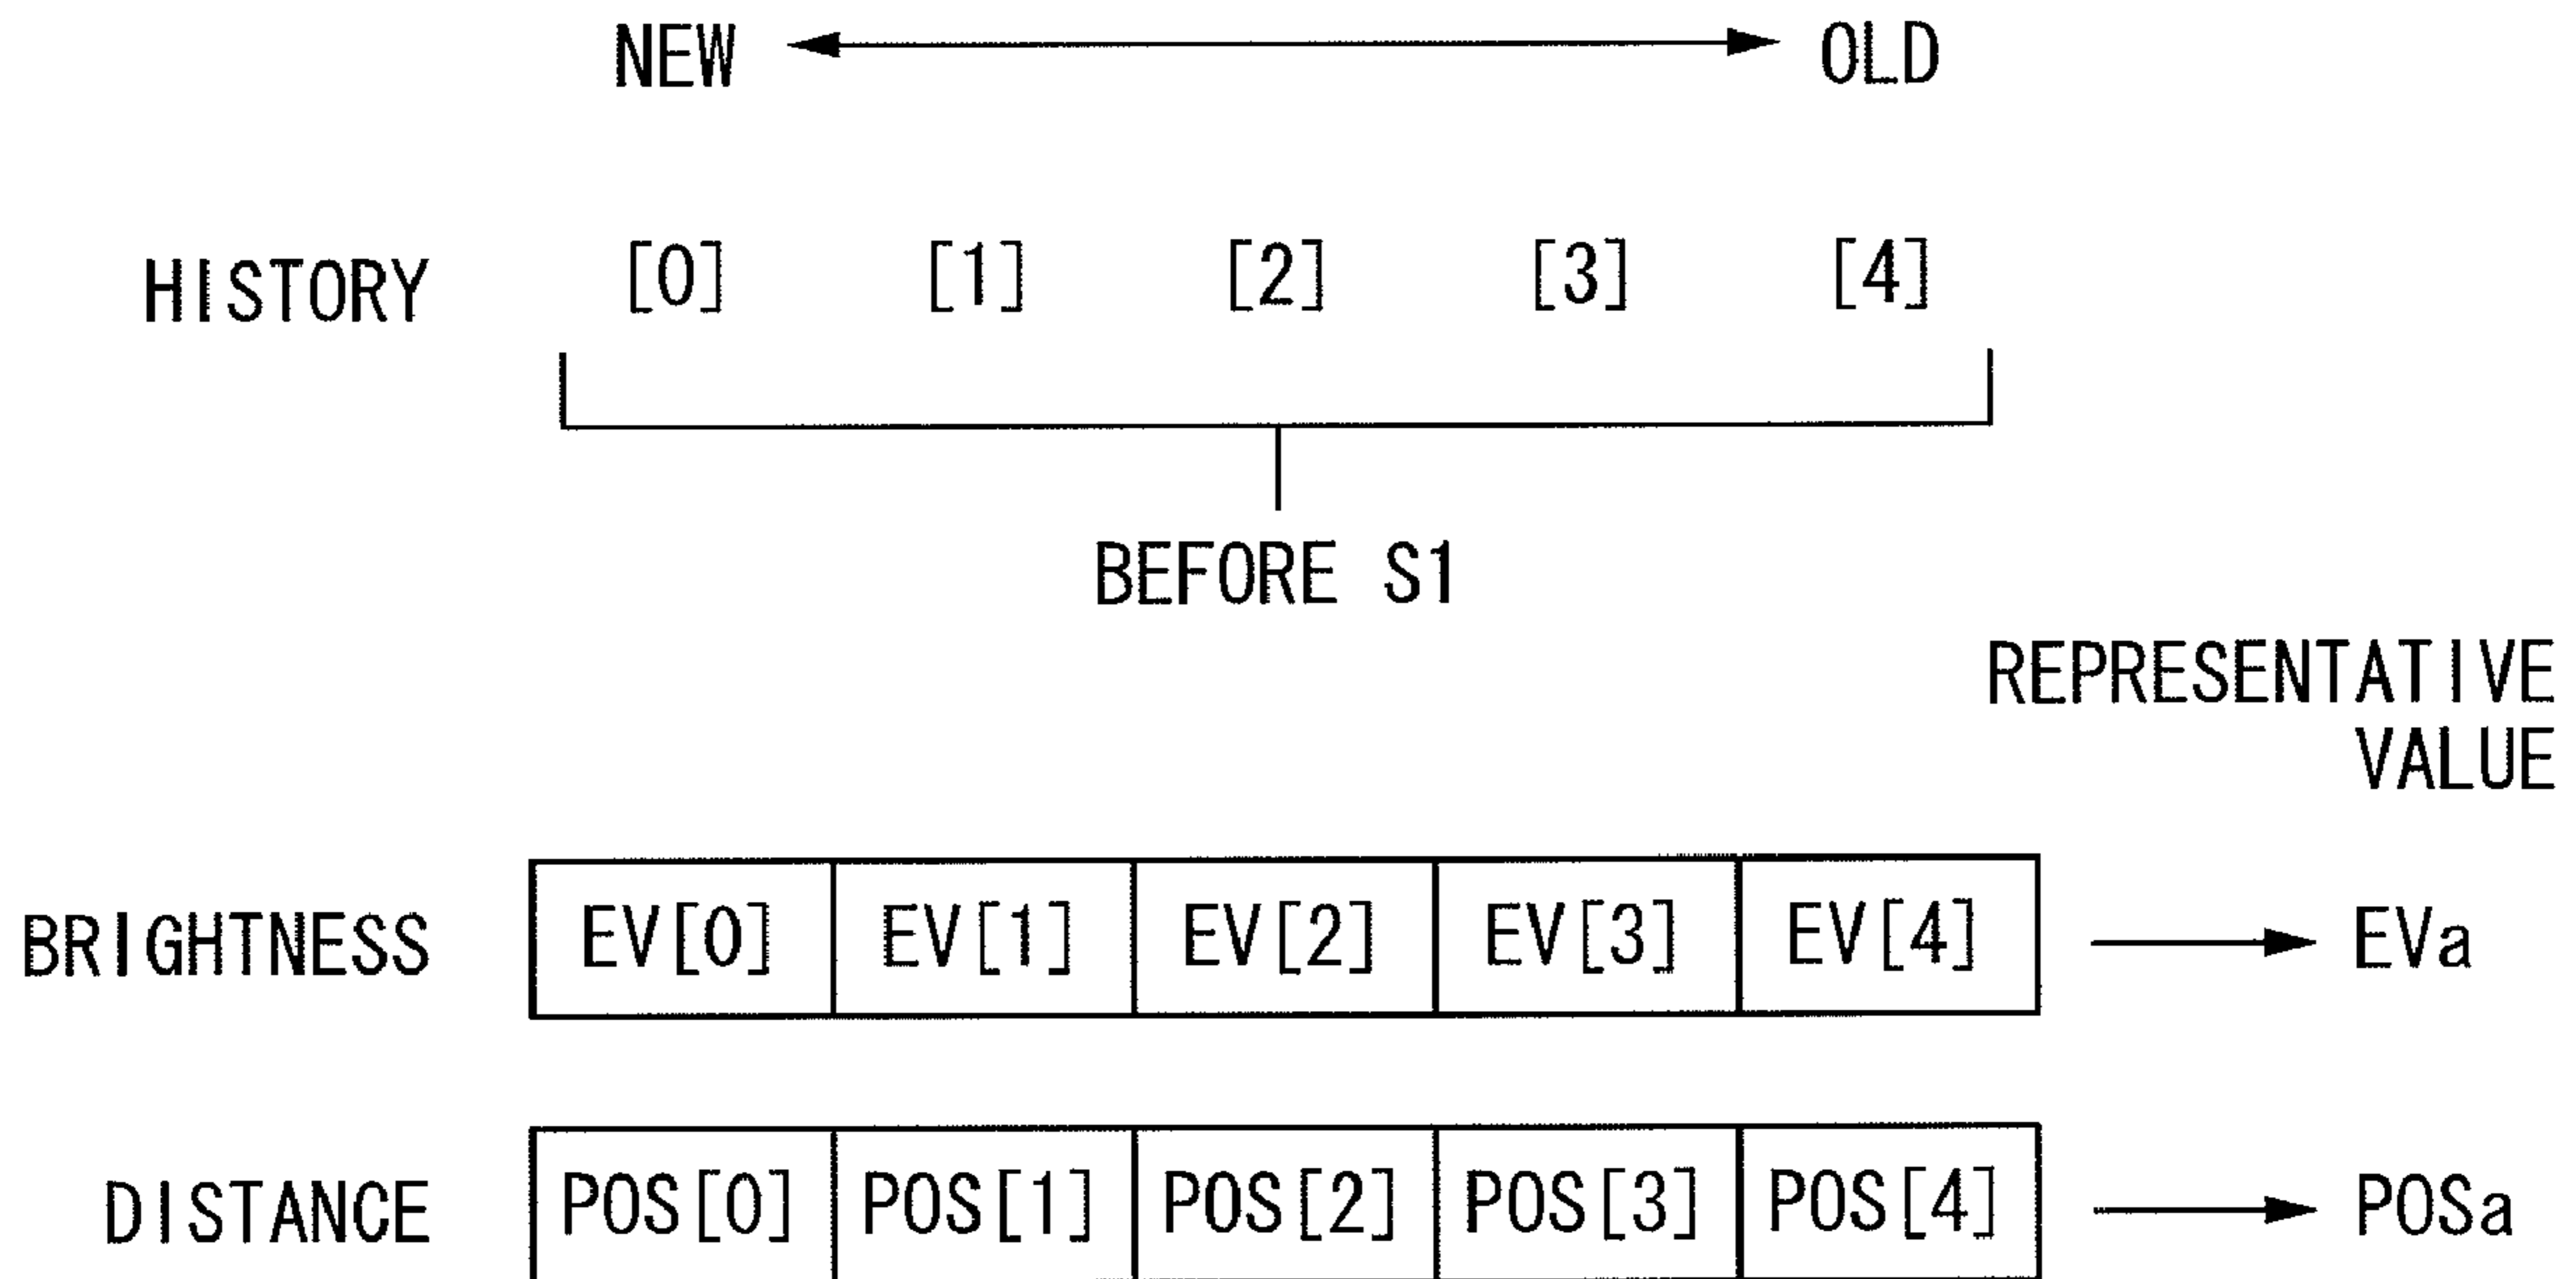 NEW OLD
HISTORY [0] [1] [2] [3] [4]
BEFORE S1
REPRESENTATIVE
VALUE
BRIGHTNESS EV[0] EV[1] EV[2] EV[3] EV[4] EVa
DISTANCE POS[0] POS[1] POS[2] POS[3] POS[4] POSa